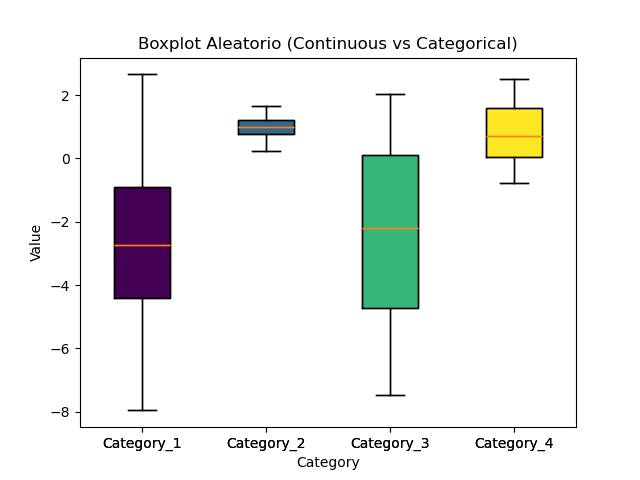 Boxplot Aleatorio (Continuous vs Categorical)
2
0
−2
−4
−6
−8
Value
Category_1 Category_2 Category_3 Category_4
Category